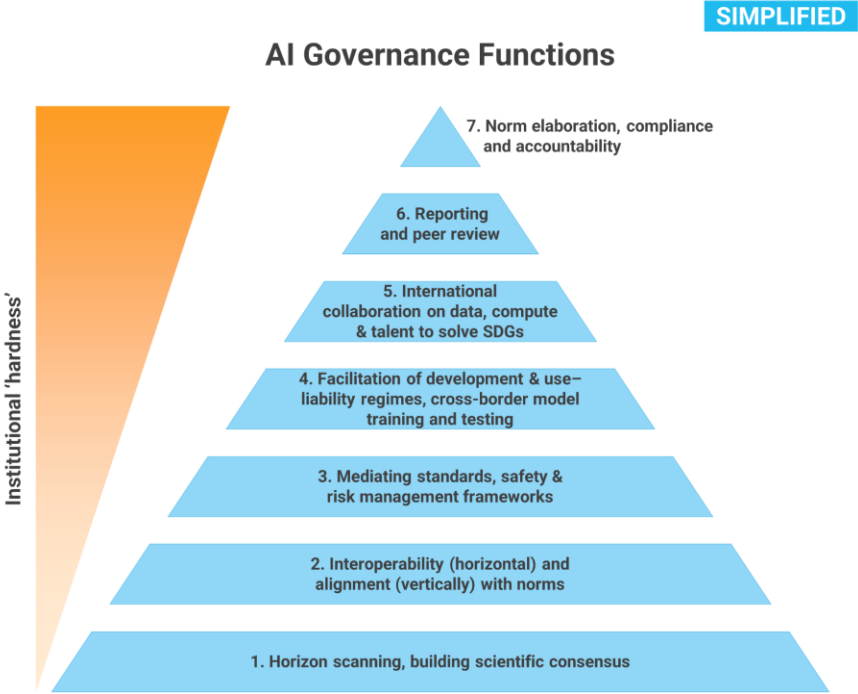 SIMPLIFIED
AI Governance Functions
Institutional ‘hardness’
7. Norm elaboration, compliance
and accountability
6. Reporting
and peer review
5. International
collaboration on data, compute
& talent to solve SDGs
4. Facilitation of development & use–
liability regimes, cross-border model
training and testing
3. Mediating standards, safety &
risk management frameworks
2. Interoperability (horizontal) and
alignment (vertically) with norms
1. Horizon scanning, building scientific consensus